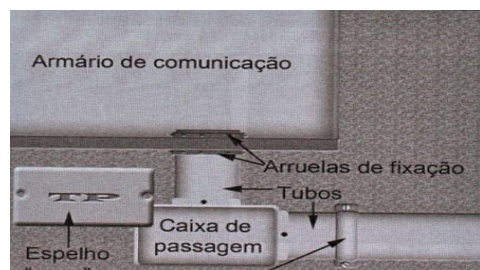 Armário de comunicação
Arruelas de fixação
Tubos
TP
Caixa de
passagem
Espelho